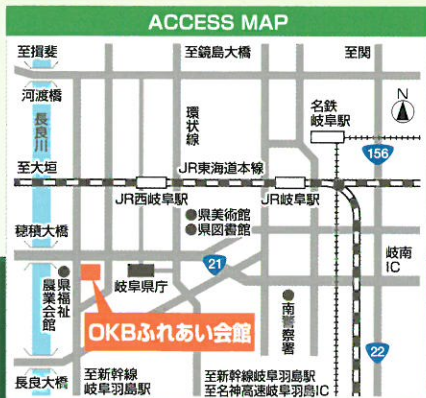 ACCESS MAP
至揖斐
至鏡島大橋
至関
河渡橋
長良川
環状線
名鉄
岐阜駅
N
156
至大垣
JR東海道本線
JR西岐阜駅
JR岐阜駅
穂積大橋
県美術館
県図書館
21
岐南
IC
県福祉
農業会館
岐阜県庁
OKBふれあい会館
南警察署
22
長良大橋
至新幹線
岐阜羽島駅
至新幹線岐阜羽島駅
至名神高速岐阜羽島IC